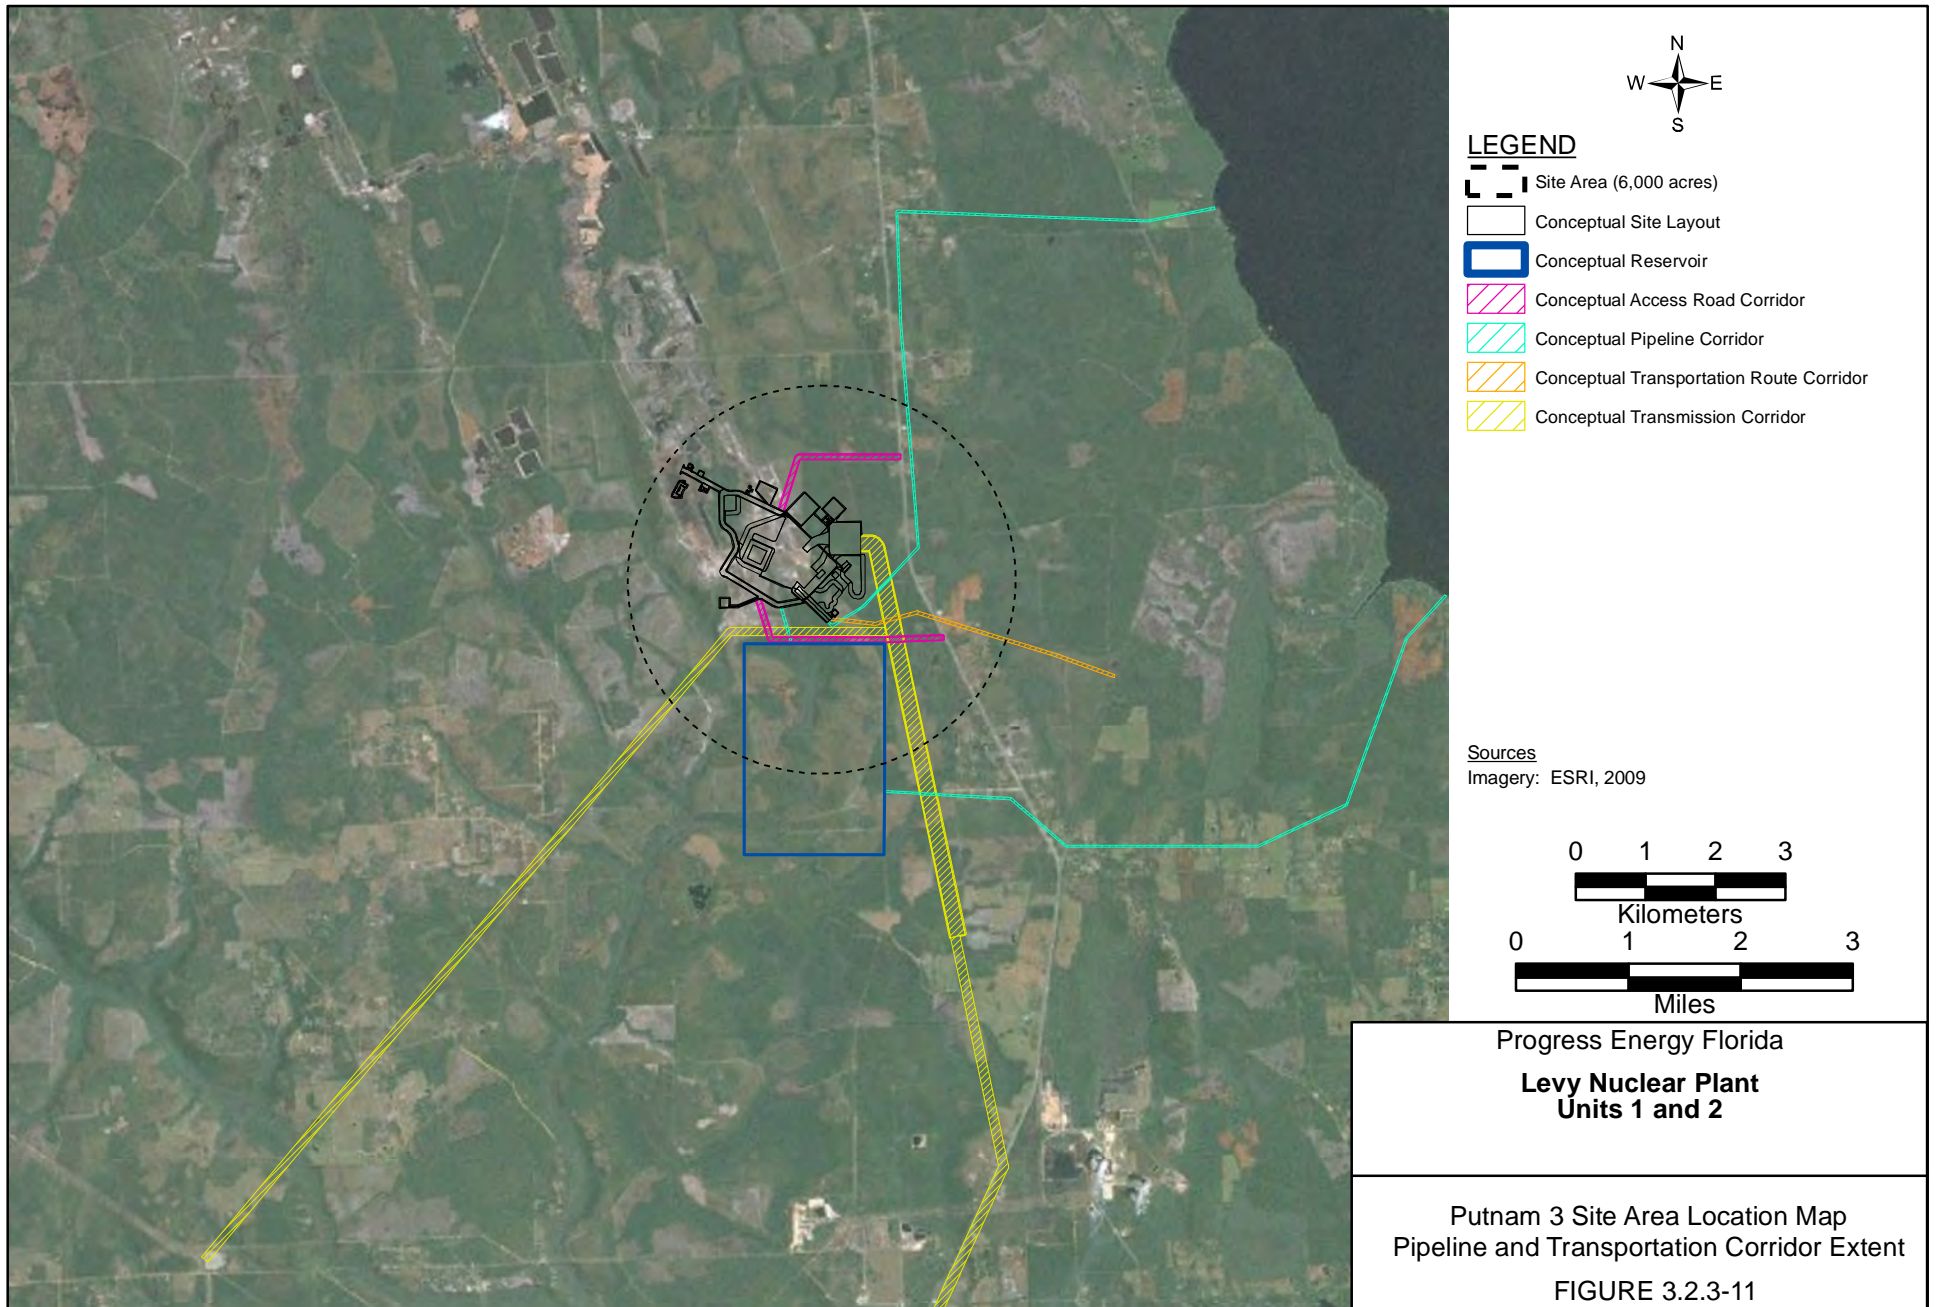 N
W E
S
LEGEND
Site Area (6,000 acres)
Conceptual Site Layout
Conceptual Reservoir
Conceptual Access Road Corridor
Conceptual Pipeline Corridor
Conceptual Transportation Route Corridor
Conceptual Transmission Corridor
Sources
Imagery: ESRI, 2009
0 1 2 3
Kilometers
0 1 2 3
Miles
Progress Energy Florida
Levy Nuclear Plant
Units 1 and 2
Putnam 3 Site Area Location Map
Pipeline and Transportation Corridor Extent
FIGURE 3.2.3-11